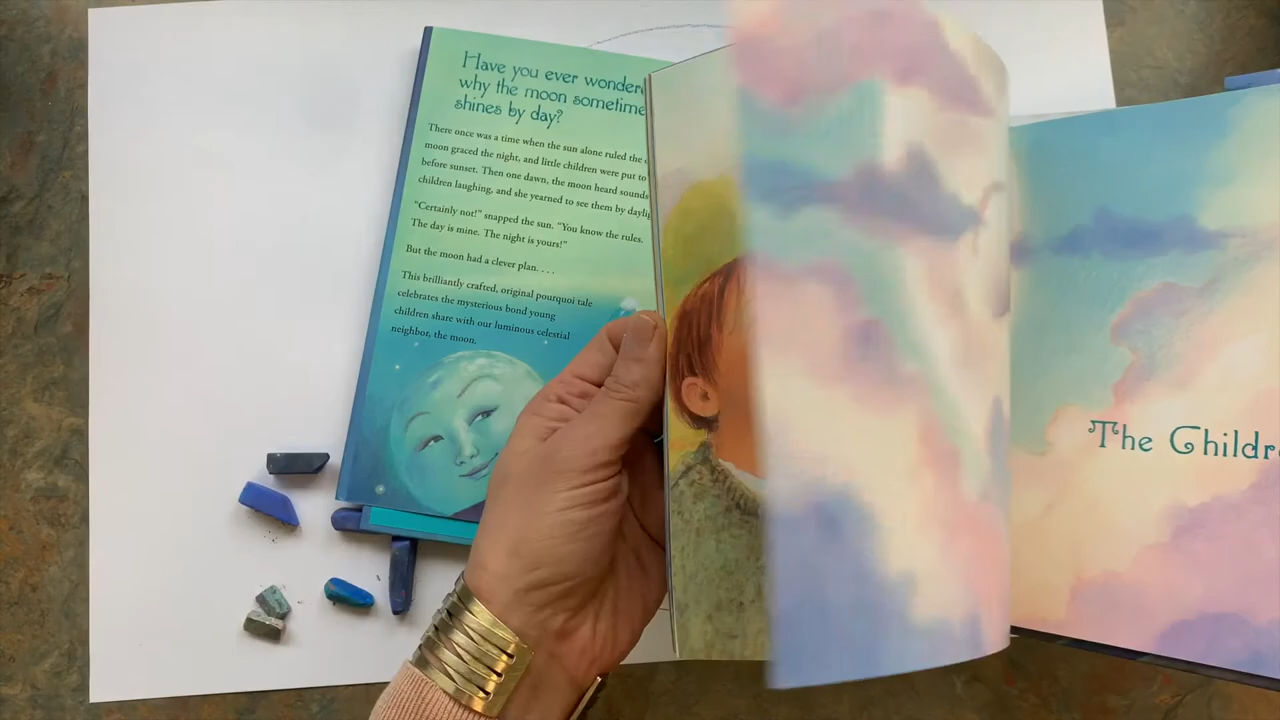 Have you ever wonder
why the moon sometime
shines by day?
There once was a time when the sun alone ruled the
moon graced the night, and little children were put to
before sunset. Then one dawn, the moon heard sounds
children laughing, and she yearned to see them by dayli
"Certainly not!" snapped the sun. "You know the rules.
The day is mine. The night is yours!"
But the moon had a clever plan. . . .
This brilliantly crafted, original pourquoi tale
celebrates the mysterious bond young
children share with our luminous celestial
neighbor, the moon.
The Childr